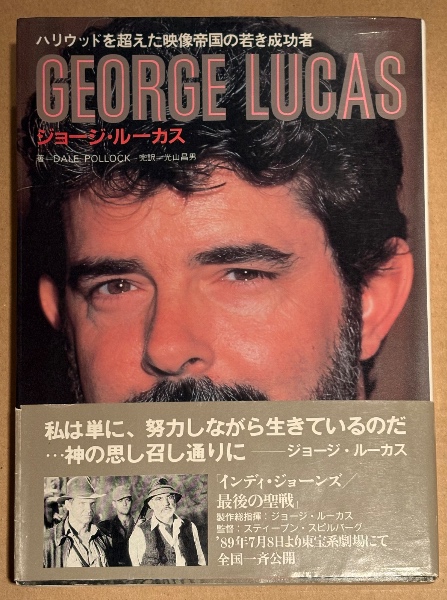 ハリウッドを超えた映像帝国の若き成功者
GEORGE LUCAS
ジョージ・ルーカス
著—DALE POLLOCK 完訳—光山昌男
私は単に、努力しながら生きているのだ
…神の思し召し通りに——ジョージ・ルーカス
「インディ・ジョーンズ/
最後の聖戦」
製作総指揮:ジョージ・ルーカス
監督:スティーブン・スピルバーグ
'89年7月8日より東宝系劇場にて
全国一斉公開